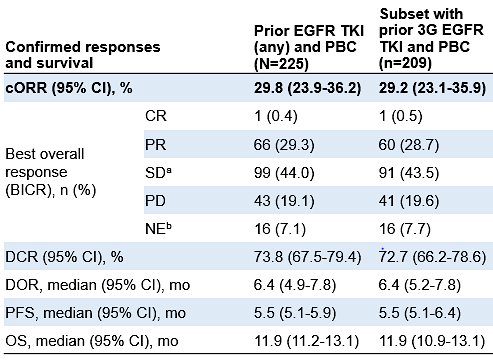 Confirmed responses and survival	Prior EGFR TKI (any) and PBC (N=225)	Subset with prior 3G EGFR TKI and PBC (n=209)
cORR (95% CI), %	29.8 (23.9-36.2)	29.2 (23.1-35.9)
Best overall response (BICR), n (%)
CR	1 (0.4)	1 (0.5)
PR	66 (29.3)	60 (28.7)
SDᵃ	99 (44.0)	91 (43.5)
PD	43 (19.1)	41 (19.6)
NEᵇ	16 (7.1)	16 (7.7)
DCR (95% CI), %	73.8 (67.5-79.4)	72.7 (66.2-78.6)
DOR, median (95% CI), mo	6.4 (4.9-7.8)	6.4 (5.2-7.8)
PFS, median (95% CI), mo	5.5 (5.1-5.9)	5.5 (5.1-6.4)
OS, median (95% CI), mo	11.9 (11.2-13.1)	11.9 (10.9-13.1)